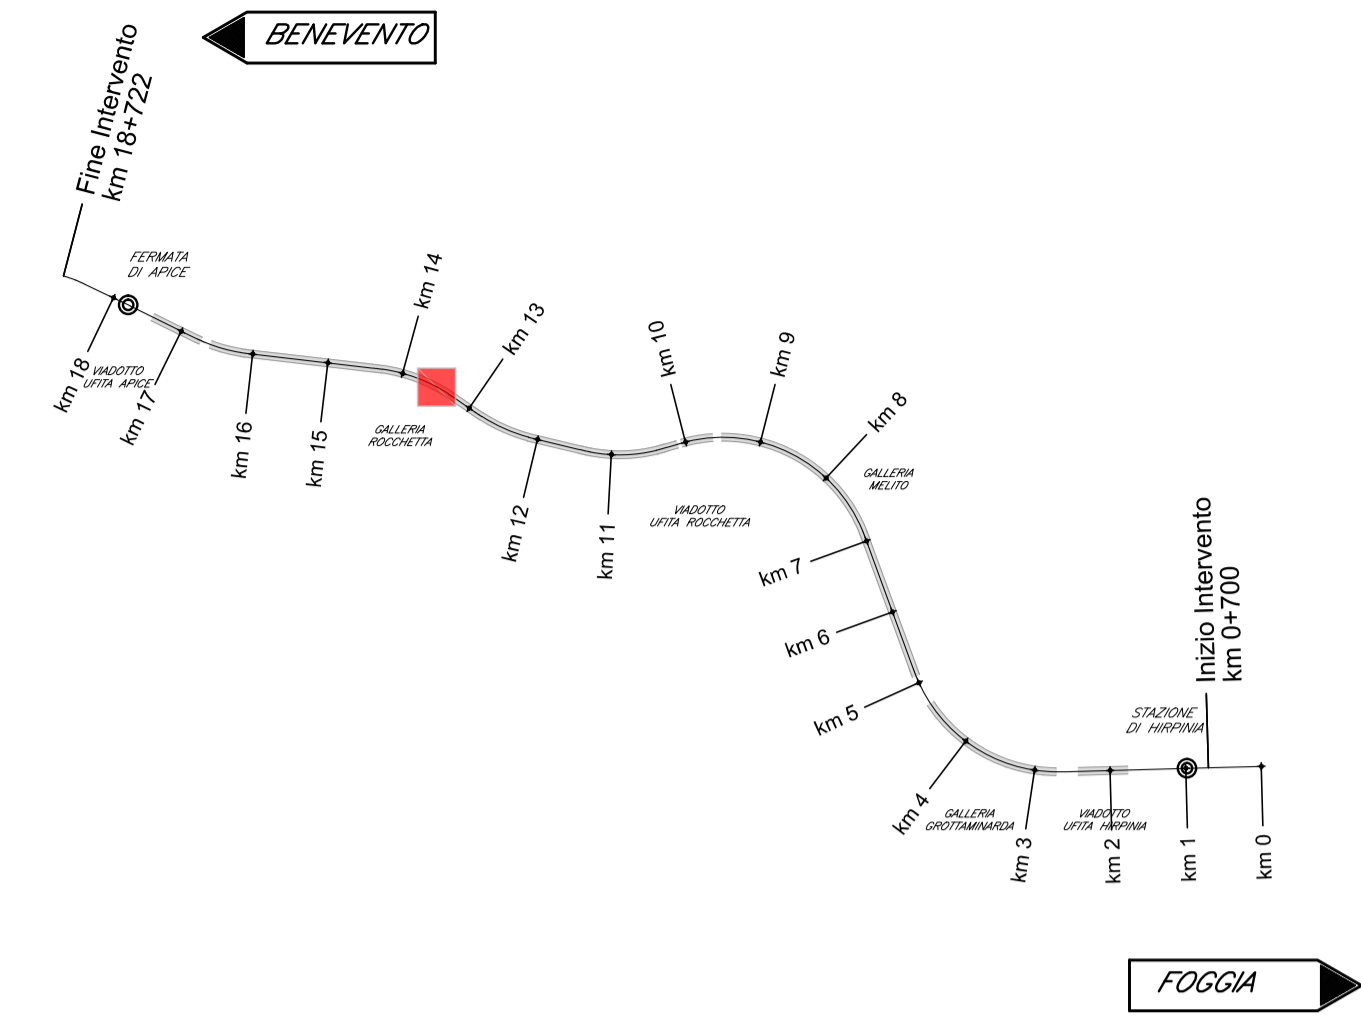 BENEVENTO
Fine Intervento
km 18+722
FERMATA
DI APICE
km 18
VIADOTTO
UFITA APICE
km 17
km 16
km 15
km 14
km 13
GALLERIA
ROCCHETTA
km 12
km 11
km 10
km 9
km 8
VIADOTTO
UFITA ROCCHETTA
GALLERIA
MELITO
km 7
km 6
km 5
km 4
GALLERIA
GROTTAMINARDA
km 3
VIADOTTO
UFITA HIRPINIA
km 2
STAZIONE
DI HIRPINIA
km 1
km 0
Inizio Intervento
km 0+700
FOGGIA